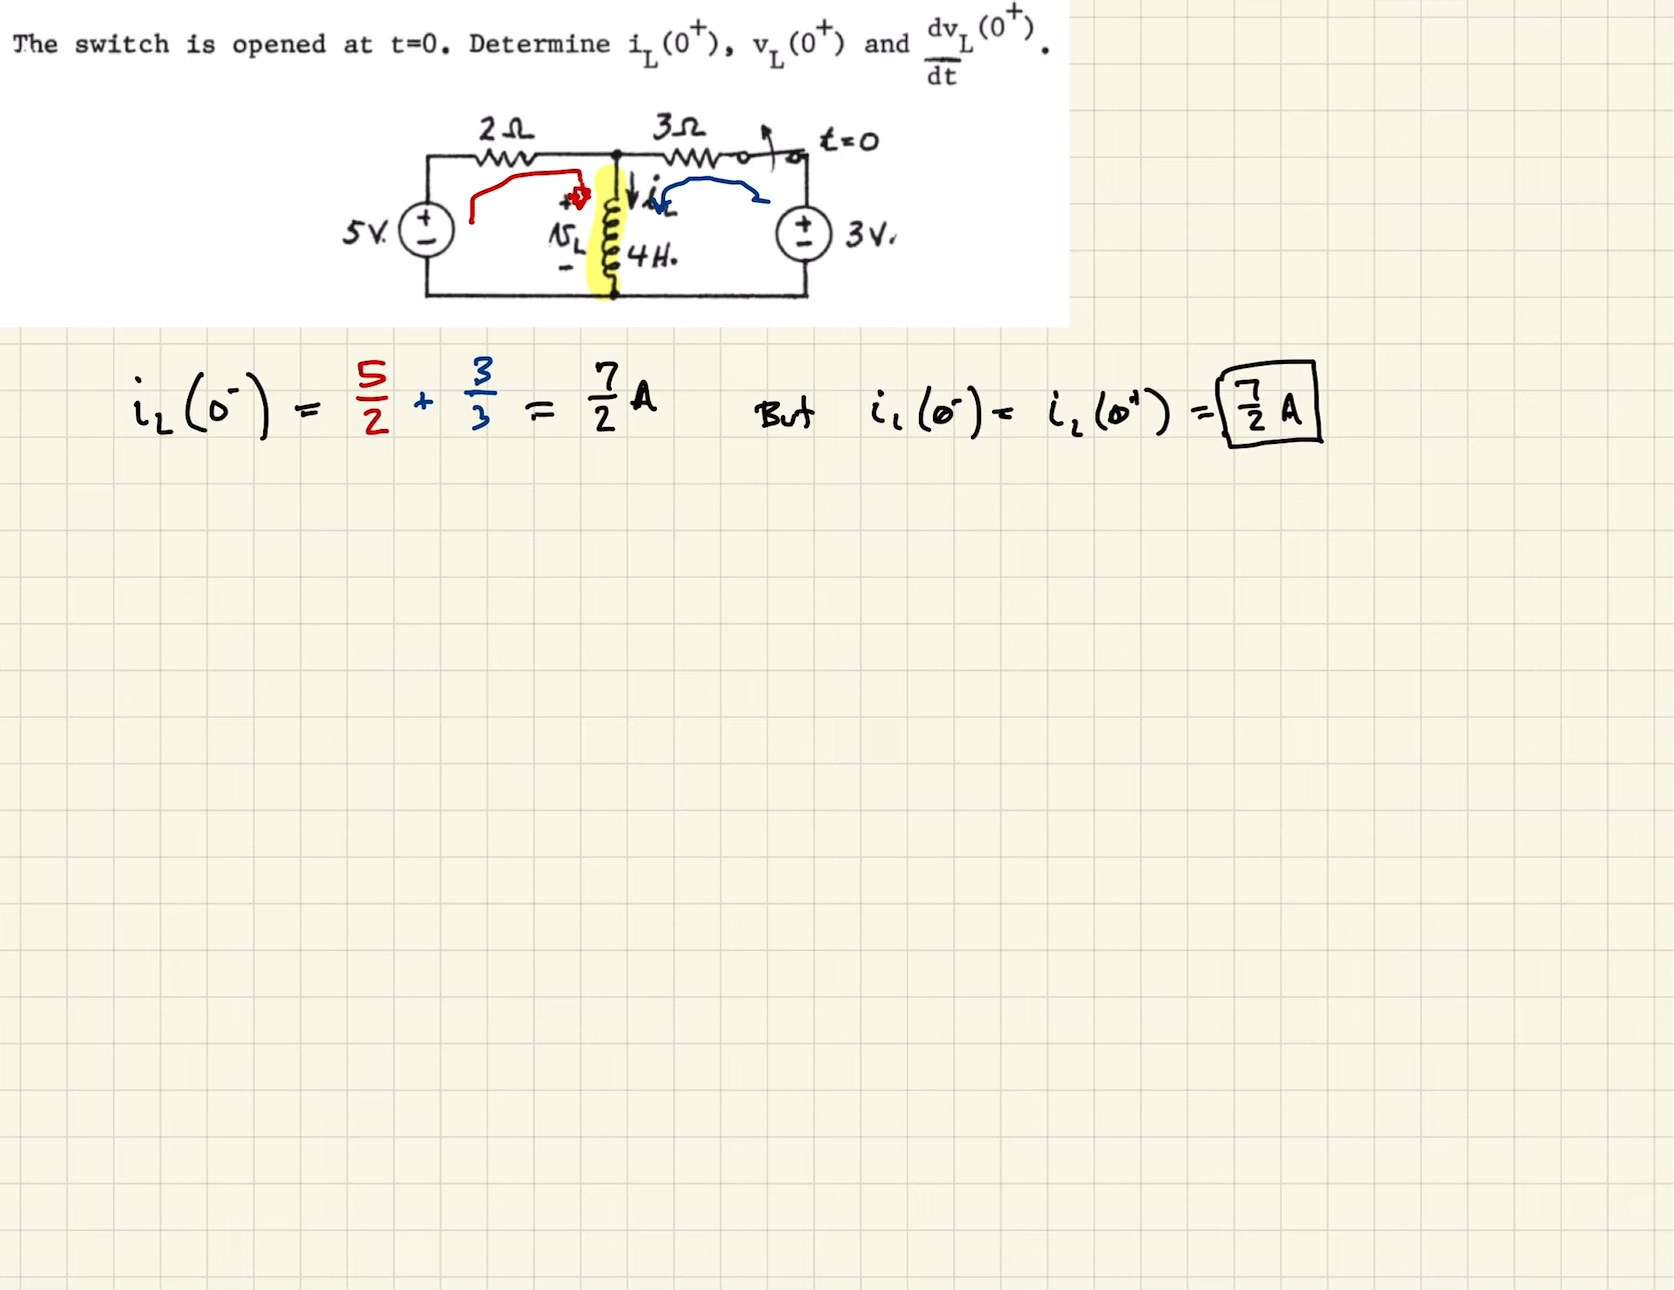 The switch is opened at t=0. Determine i_L(0⁺), v_L(0⁺) and dv_L(0⁺)/dt.
2Ω 3Ω t=0
5V. + − + v_L − i_L 4H. + − 3V.
i_L(0⁻) = 5/2 + 3/3 = 7/2 A But i_L(0⁻) = i_L(0⁺) = 7/2 A